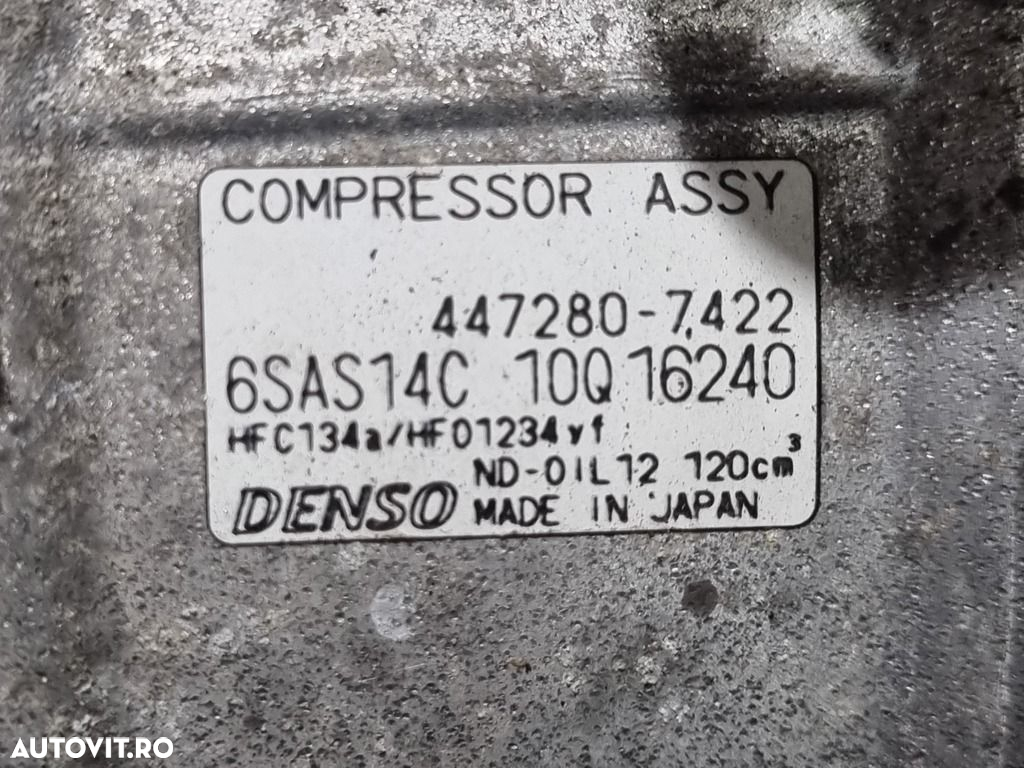 COMPRESSOR ASSY
447280-7422
6SAS14C 10Q16240
HFC134a/HFO1234yf
ND-OIL12 120cm³
DENSO MADE IN JAPAN
AUTOVIT.RO